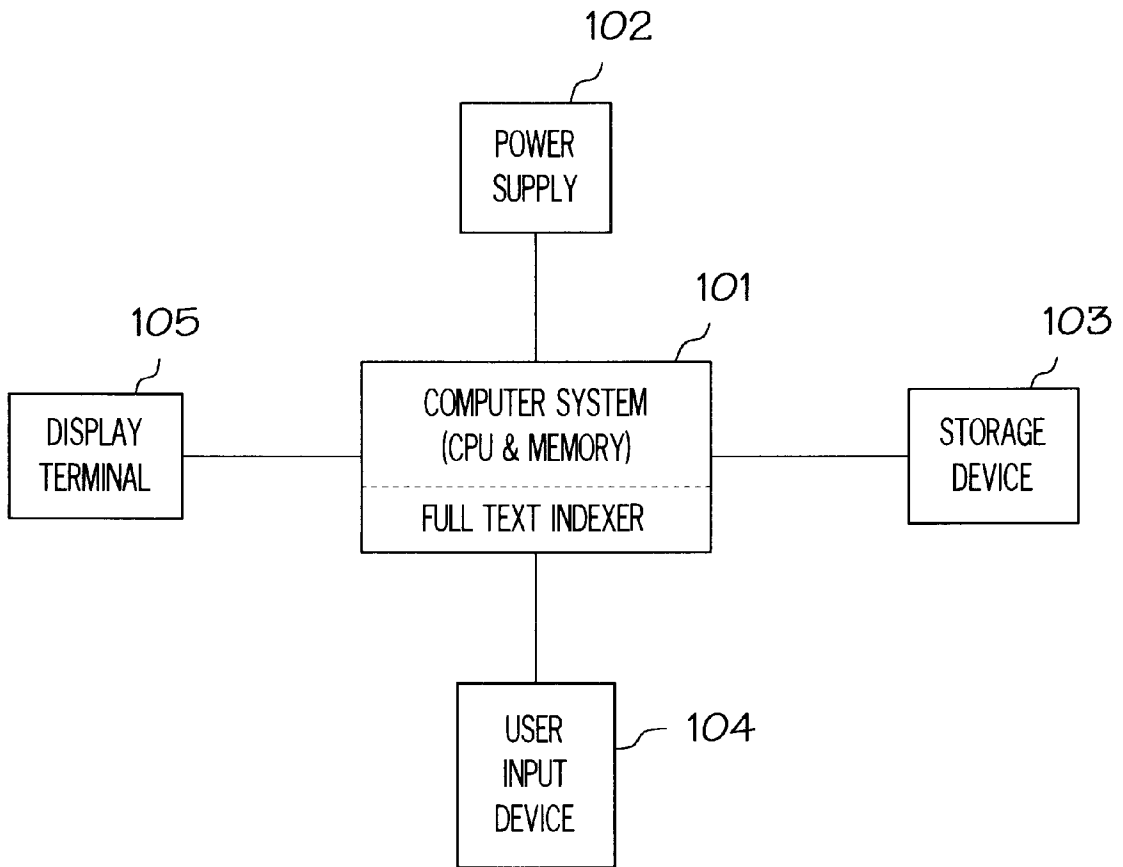 102
POWER
SUPPLY
101
105
103
COMPUTER SYSTEM
(CPU & MEMORY)
DISPLAY
TERMINAL
STORAGE
DEVICE
FULL TEXT INDEXER
104
USER
INPUT
DEVICE